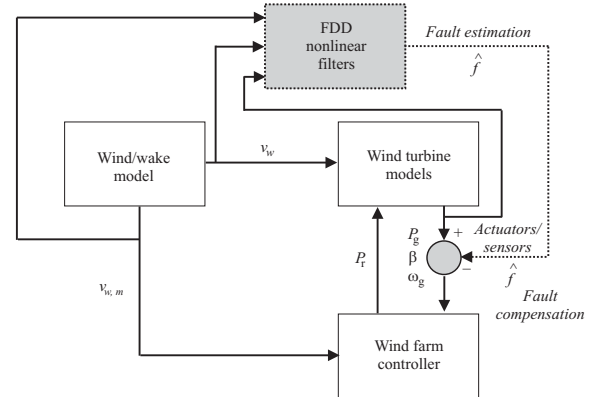 FDD
nonlinear
filters
Fault estimation
f̂
Wind/wake
model
v_w
Wind turbine
models
P_g
+
Actuators/
sensors
β
P_r
ω_g
−
f̂
Fault
compensation
v_{w, m}
Wind farm
controller